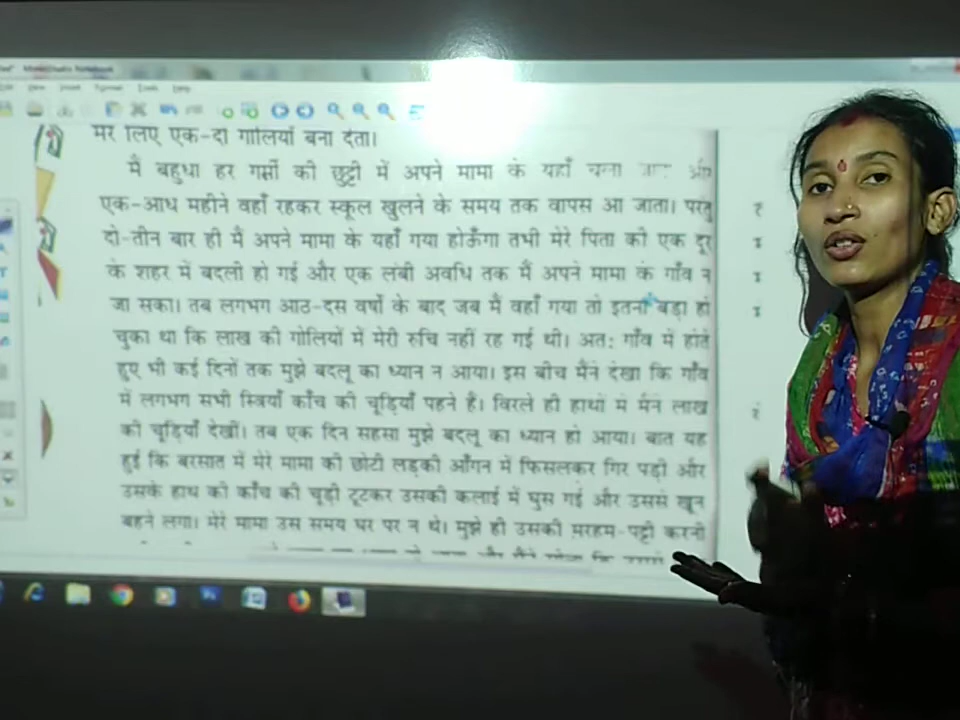 मेरे लिए एक-दो गोलियाँ बना देता।
मैं बहुधा हर गर्मी की छुट्टी में अपने मामा के यहाँ चला जाता और
एक-आध महीने वहाँ रहकर स्कूल खुलने के समय तक वापस आ जाता। परंतु
दो-तीन बार ही मैं अपने मामा के यहाँ गया होऊँगा तभी मेरे पिता की एक दूर
के शहर में बदली हो गई और एक लंबी अवधि तक मैं अपने मामा के गाँव न
जा सका। तब लगभग आठ-दस वर्षों के बाद जब मैं वहाँ गया तो इतना बड़ा हो
चुका था कि लाख की गोलियों में मेरी रुचि नहीं रह गई थी। अत: गाँव में होते
हुए भी कई दिनों तक मुझे बदलू का ध्यान न आया। इस बीच मैंने देखा कि गाँव
में लगभग सभी स्त्रियाँ काँच की चूड़ियाँ पहने हैं। विरले ही हाथों में मैंने लाख
की चूड़ियाँ देखीं। तब एक दिन सहसा मुझे बदलू का ध्यान हो आया। बात यह
हुई कि बरसात में मेरे मामा की छोटी लड़की आँगन में फिसलकर गिर पड़ी और
उसके हाथ की काँच की चूड़ी टूटकर उसकी कलाई में घुस गई और उससे खून
बहने लगा। मेरे मामा उस समय घर पर न थे। मुझे ही उसकी मरहम-पट्टी करनी